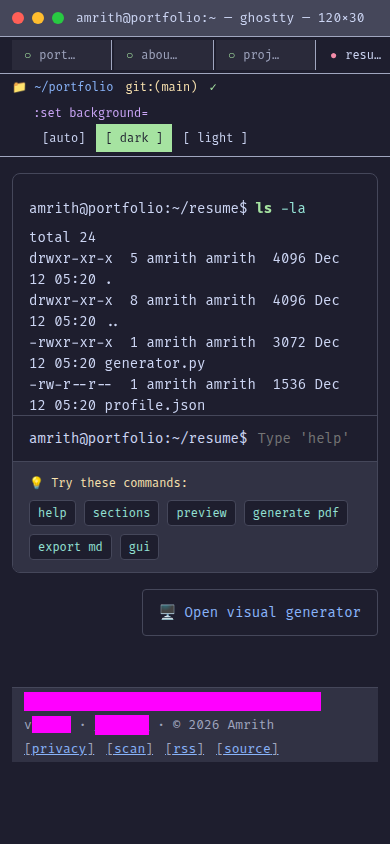 amrith@portfolio:~ — ghostty — 120×30
○ port… ○ abou… ○ proj… ● resu…
📁 ~/portfolio git:(main) ✓
:set background=
[auto] [ dark ] [ light ]
amrith@portfolio:~/resume$ ls -la
total 24
drwxr-xr-x  5 amrith amrith  4096 Dec
12 05:20 .
drwxr-xr-x  8 amrith amrith  4096 Dec
12 05:20 ..
-rwxr-xr-x  1 amrith amrith  3072 Dec
12 05:20 generator.py
-rw-r--r--  1 amrith amrith  1536 Dec
12 05:20 profile.json
amrith@portfolio:~/resume$ Type 'help'
💡 Try these commands:
help sections preview generate pdf
export md gui
🖥️ Open visual generator
v · · © 2026 Amrith
[privacy] [scan] [rss] [source]